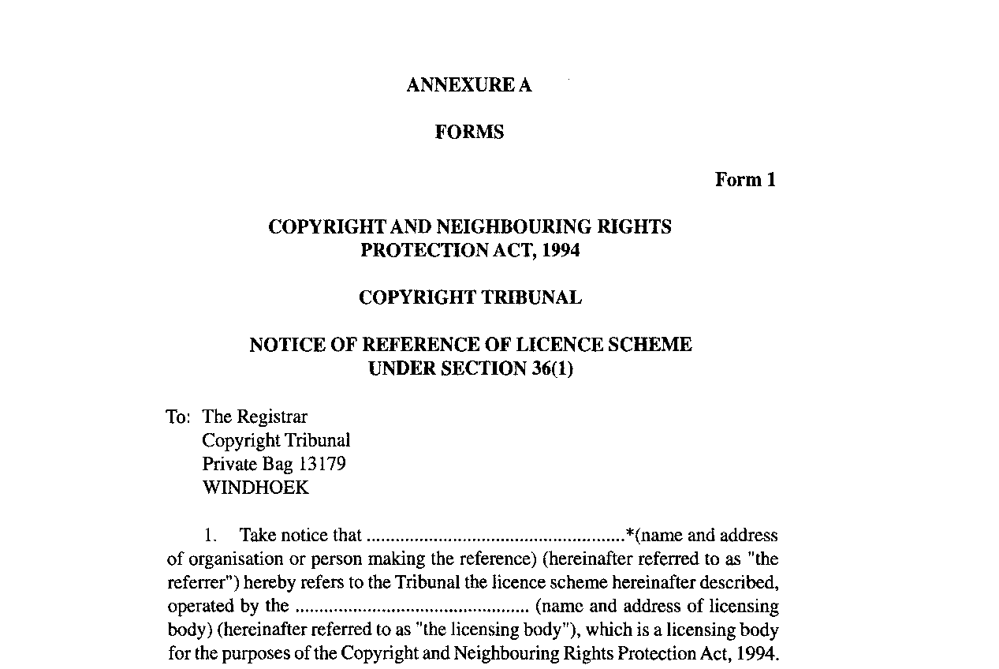 ANNEXURE A
FORMS
Form 1
COPYRIGHT AND NEIGHBOURING RIGHTS
PROTECTION ACT, 1994
COPYRIGHT TRIBUNAL
NOTICE OF REFERENCE OF LICENCE SCHEME
UNDER SECTION 36(1)
To: The Registrar
Copyright Tribunal
Private Bag 13179
WINDHOEK
1. Take notice that ......................................................*(name and address
of organisation or person making the reference) (hereinafter referred to as "the
referrer") hereby refers to the Tribunal the licence scheme hereinafter described,
operated by the ................................................. (name and address of licensing
body) (hereinafter referred to as "the licensing body"), which is a licensing body
for the purposes of the Copyright and Neighbouring Rights Protection Act, 1994.